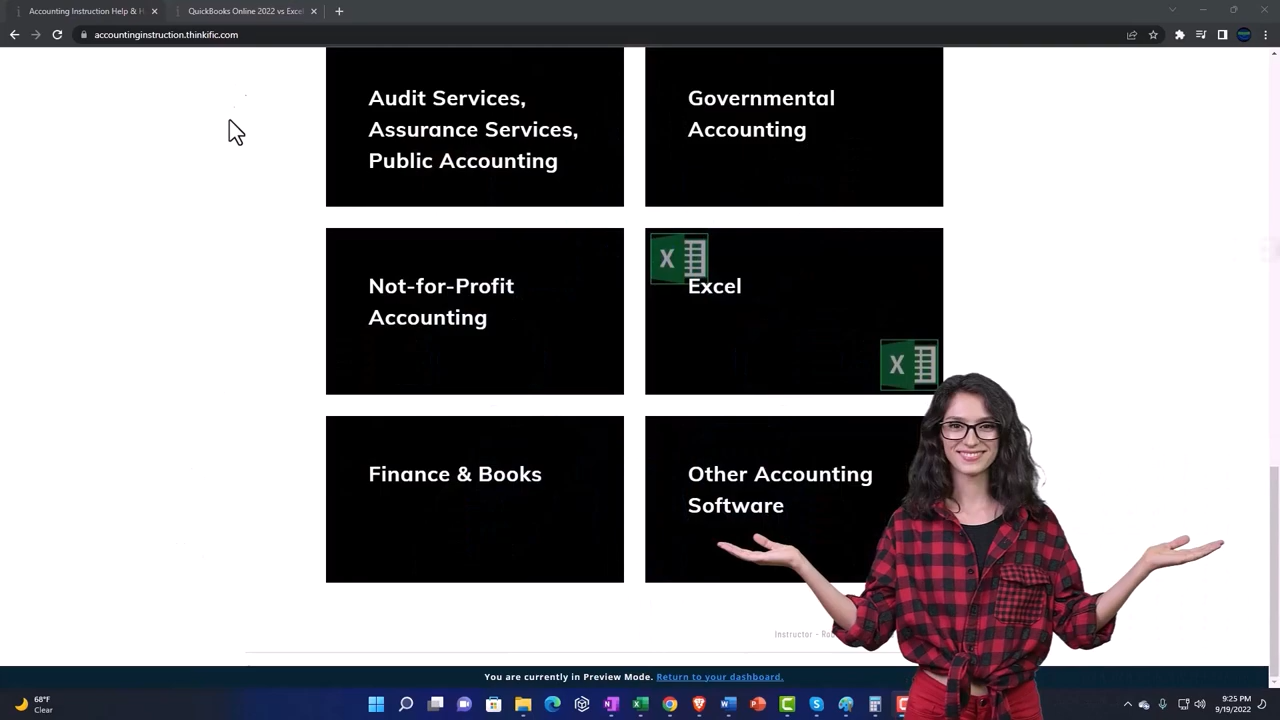 Accounting Instruction Help & H
QuickBooks Online 2022 vs Excel
accountinginstruction.thinkific.com
Audit Services,
Assurance Services,
Public Accounting
Governmental
Accounting
Not-for-Profit
Accounting
Excel
Finance & Books
Other Accounting
Software
Instructor - Rob
You are currently in Preview Mode. Return to your dashboard.
68°F
Clear
9:25 PM
9/19/2022